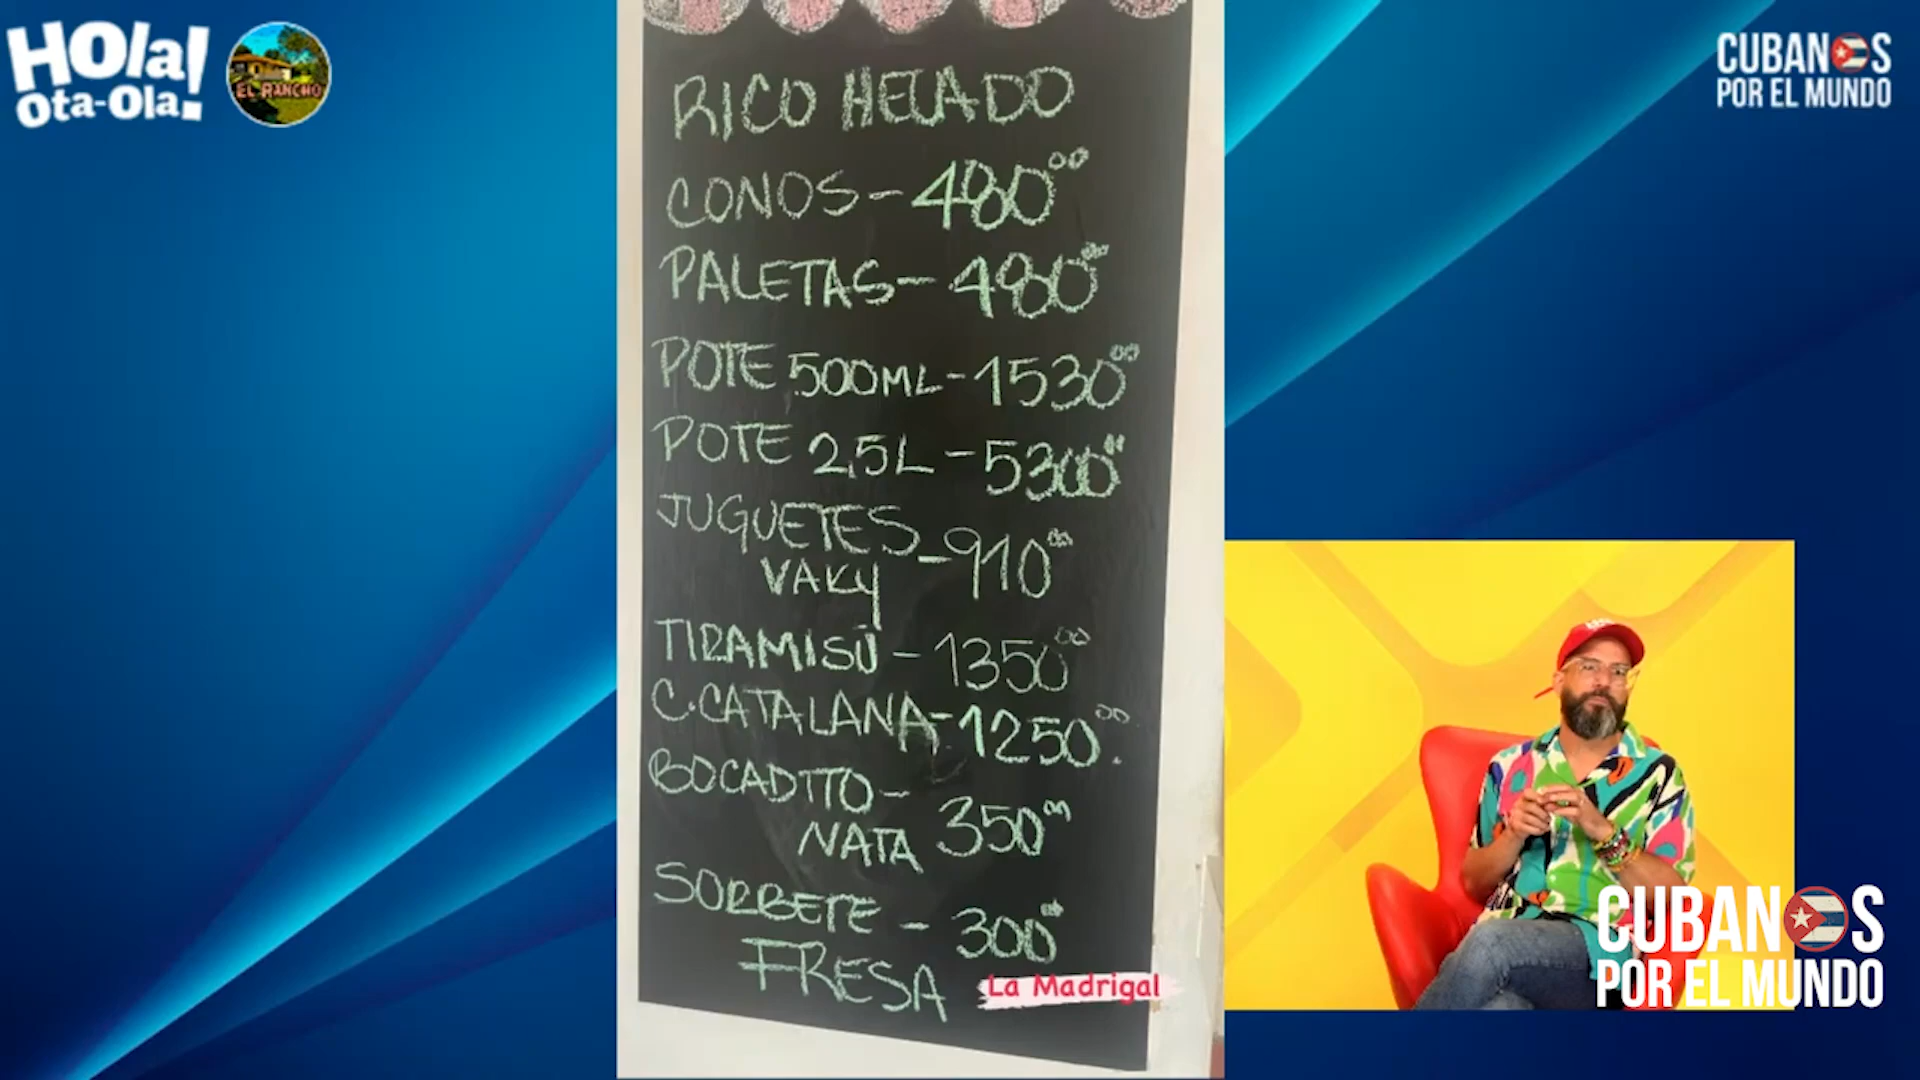 HOla!
Ota-Ola!
EL RANCHO
CUBANOS
POR EL MUNDO
RICO HELADO
CONOS - 480.00
PALETAS - 480.00
POTE 500ML - 1530.00
POTE 2,5L - 5300.00
JUGUETES
VAKY - 910.00
TIRAMISÚ - 1350.00
C.CATALANA - 1250.00
BOCADITO -
NATA 350.00
SORBETE - 300.00
FRESA
La Madrigal
CUBANOS
POR EL MUNDO